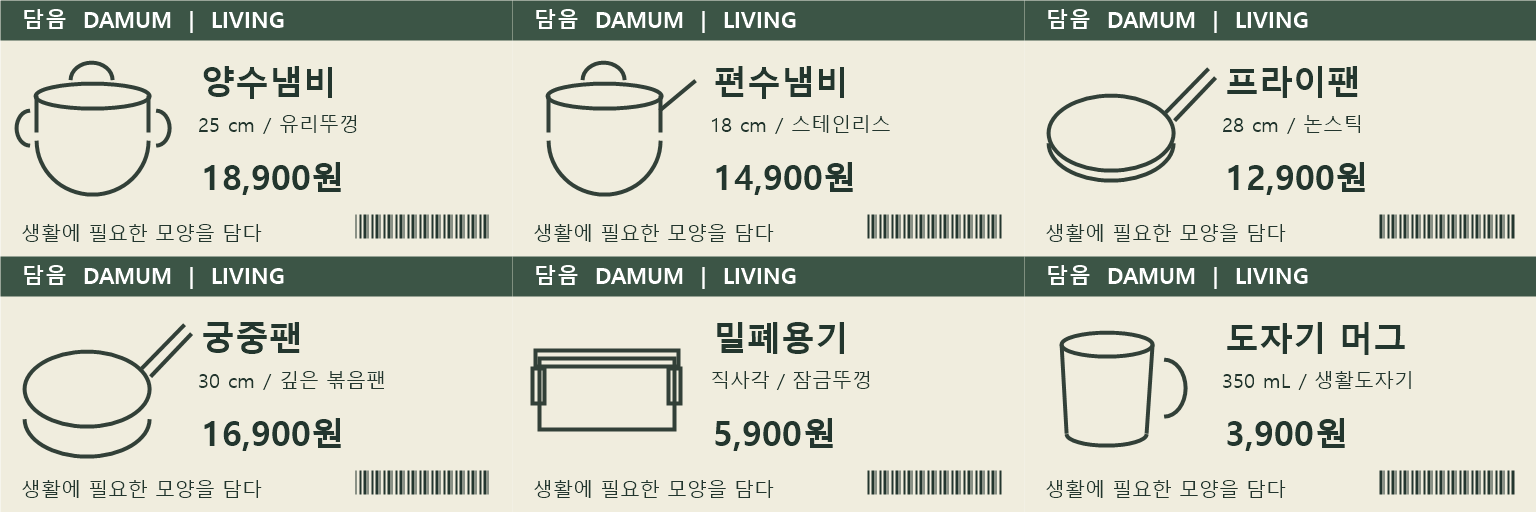 담음 DAMUM | LIVING
양수냄비
25 cm / 유리뚜껑
18,900원
생활에 필요한 모양을 담다
담음 DAMUM | LIVING
편수냄비
18 cm / 스테인리스
14,900원
생활에 필요한 모양을 담다
담음 DAMUM | LIVING
프라이팬
28 cm / 논스틱
12,900원
생활에 필요한 모양을 담다
담음 DAMUM | LIVING
궁중팬
30 cm / 깊은 볶음팬
16,900원
생활에 필요한 모양을 담다
담음 DAMUM | LIVING
밀폐용기
직사각 / 잠금뚜껑
5,900원
생활에 필요한 모양을 담다
담음 DAMUM | LIVING
도자기 머그
350 mL / 생활도자기
3,900원
생활에 필요한 모양을 담다